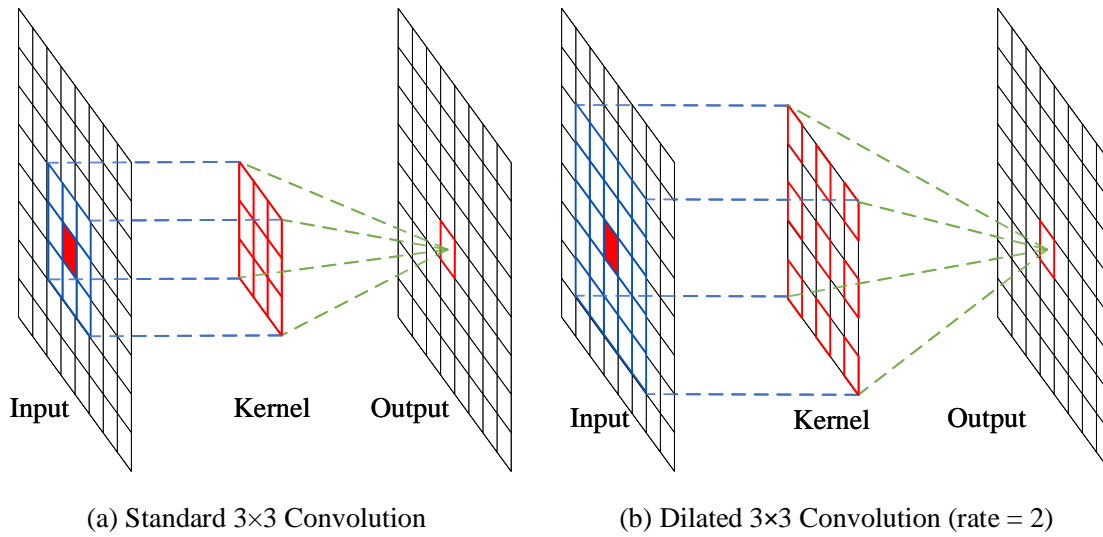 Input
Kernel
Output
(a) Standard 3×3 Convolution
Input
Kernel
Output
(b) Dilated 3×3 Convolution (rate = 2)